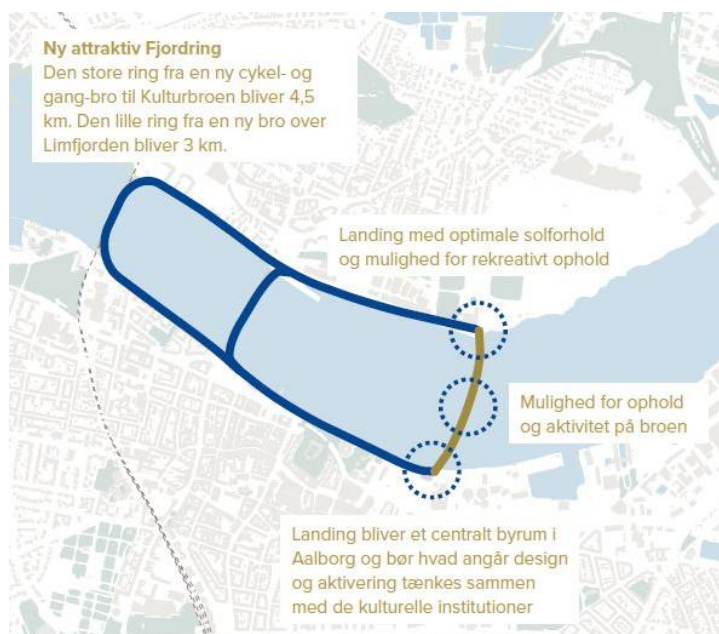 Ny attraktiv Fjordring
Den store ring fra en ny cykel- og
gang-bro til Kulturbroen bliver 4,5
km. Den lille ring fra en ny bro over
Limfjorden bliver 3 km.
Landing med optimale solforhold
og mulighed for rekreativt ophold
Mulighed for ophold
og aktivitet på broen
Landing bliver et centralt byrum i
Aalborg og bør hvad angår design
og aktivering tænkes sammen
med de kulturelle institutioner